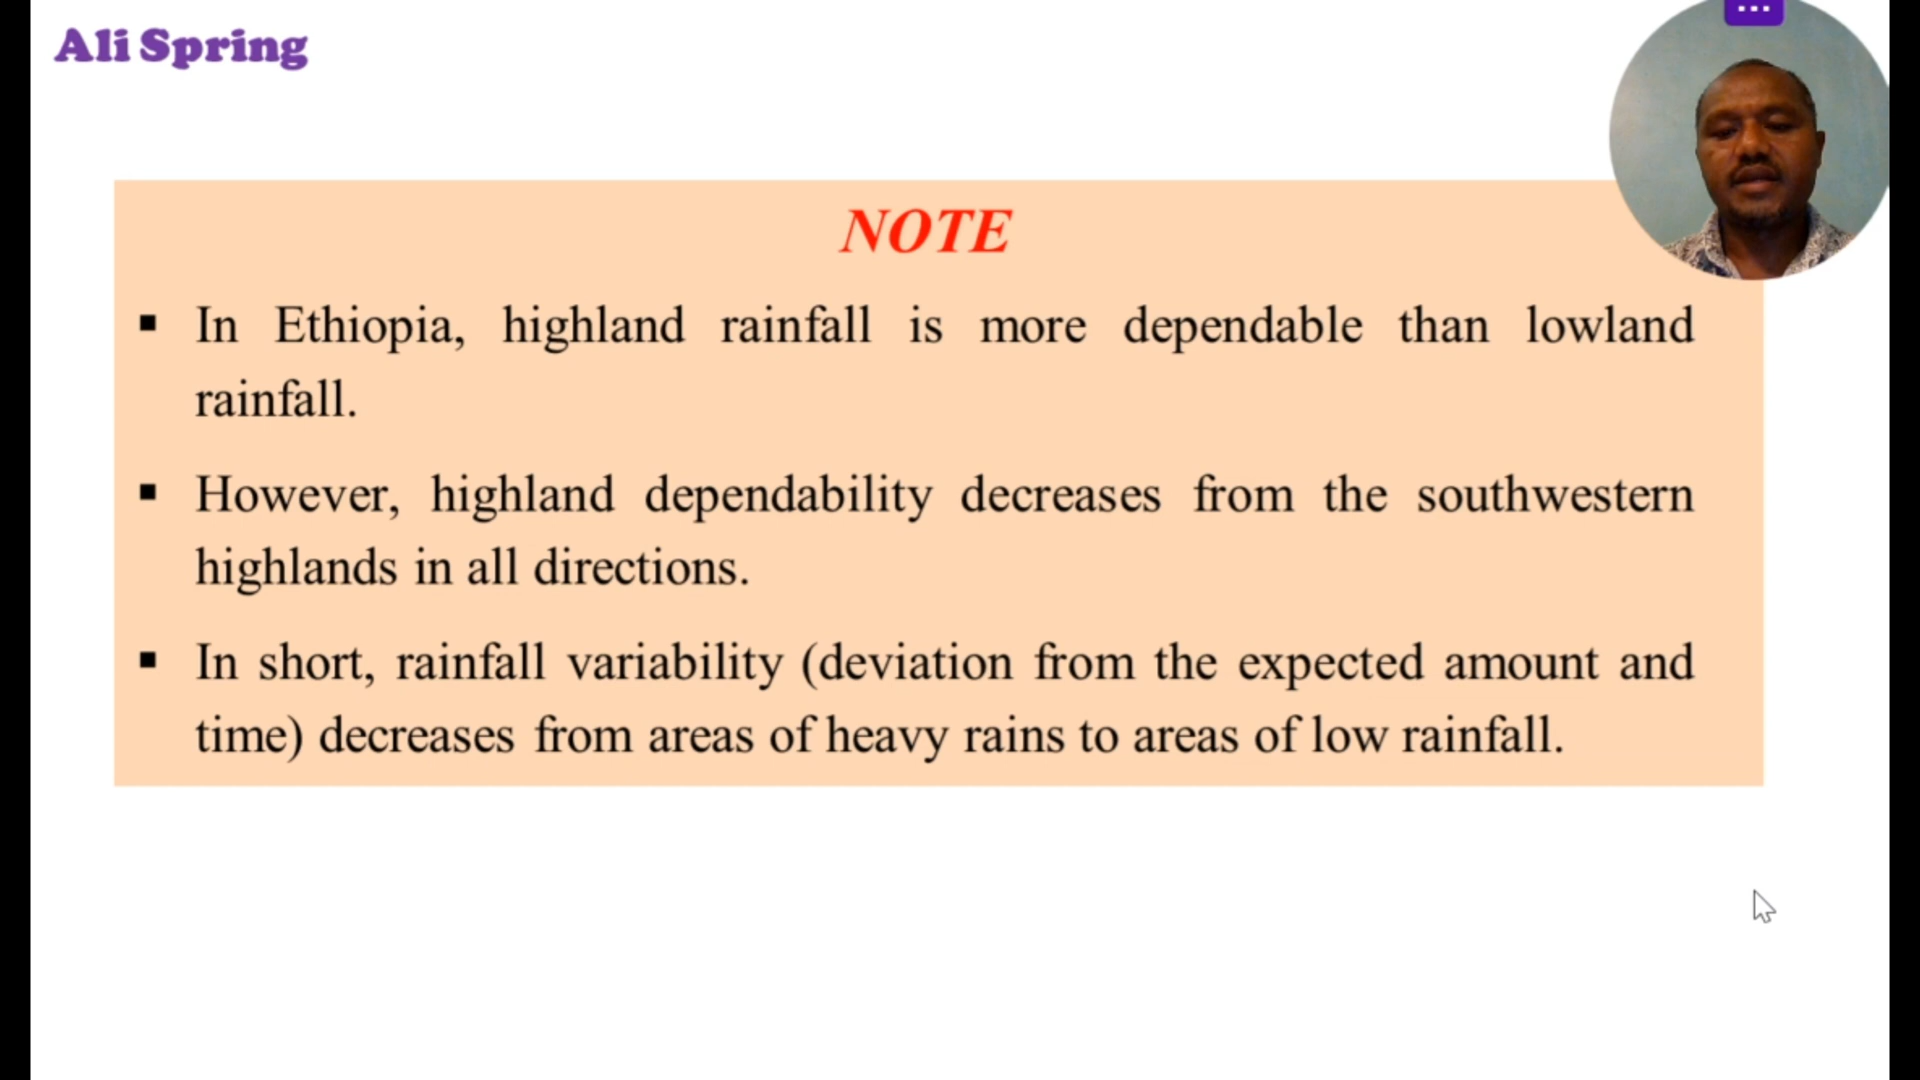 Ali Spring
NOTE
▪ In Ethiopia, highland rainfall is more dependable than lowland
rainfall.
▪ However, highland dependability decreases from the southwestern
highlands in all directions.
▪ In short, rainfall variability (deviation from the expected amount and
time) decreases from areas of heavy rains to areas of low rainfall.